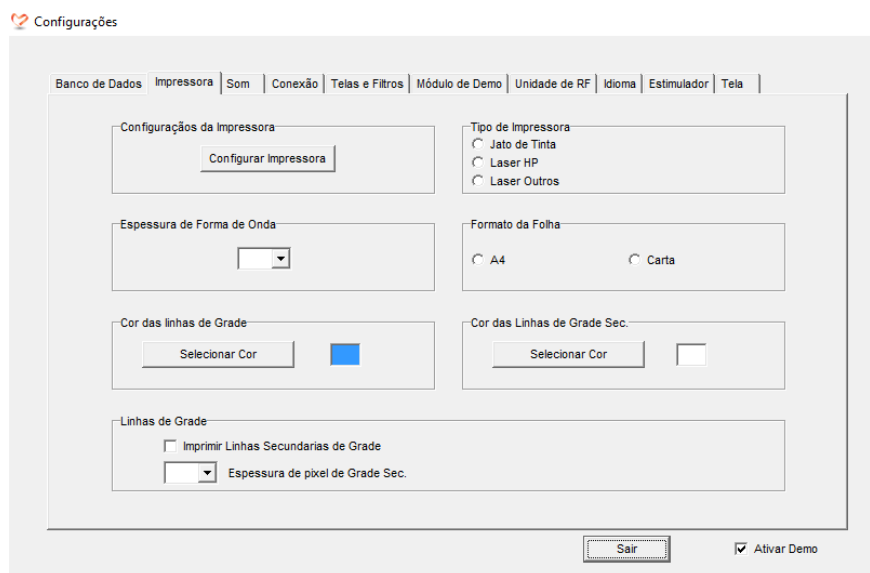 Configurações
Banco de Dados Impressora Som Conexão Telas e Filtros Módulo de Demo Unidade de RF Idioma Estimulador Tela
Configuraçãos da Impressora
Configurar Impressora
Tipo de Impressora
Jato de Tinta
Laser HP
Laser Outros
Espessura de Forma de Onda
Formato da Folha
A4 Carta
Cor das linhas de Grade
Selecionar Cor
Cor das Linhas de Grade Sec.
Selecionar Cor
Linhas de Grade
Imprimir Linhas Secundarias de Grade
Espessura de pixel de Grade Sec.
Sair
Ativar Demo